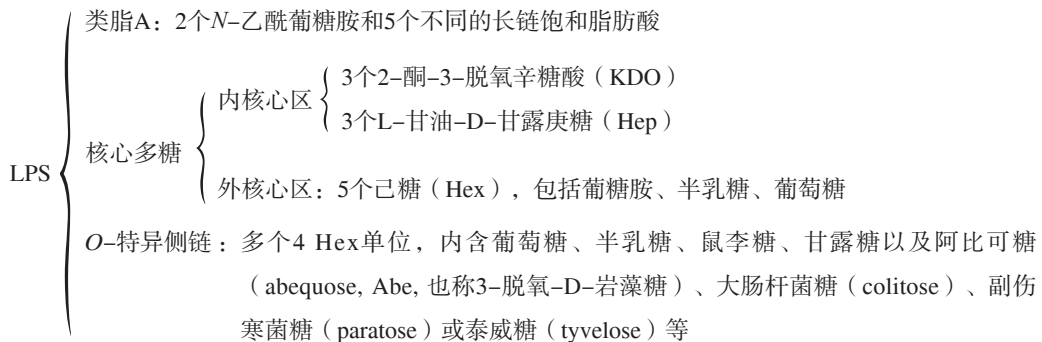 类脂A：2个N–乙酰葡糖胺和5个不同的长链饱和脂肪酸
3个2–酮–3–脱氧辛糖酸（KDO）
内核心区
3个L–甘油–D–甘露庚糖（Hep）
核心多糖
LPS
外核心区：5个己糖（Hex），包括葡糖胺、半乳糖、葡萄糖
O–特异侧链：多个4 Hex单位，内含葡萄糖、半乳糖、鼠李糖、甘露糖以及阿比可糖
（abequose, Abe, 也称3–脱氧–D–岩藻糖）、大肠杆菌糖（colitose）、副伤
寒菌糖（paratose）或泰威糖（tyvelose）等